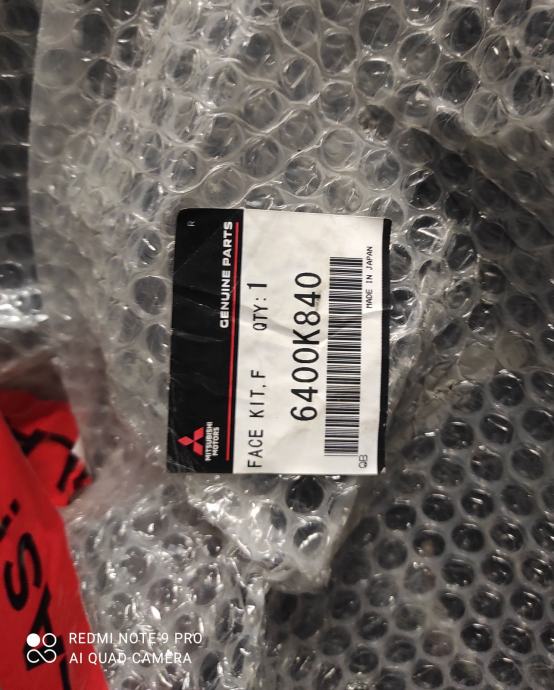 R
GENUINE PARTS
MITSUBISHI
MOTORS
FACE KIT,F QTY:1
6400K840
MADE IN JAPAN
QB
REDMI NOTE 9 PRO
AI QUAD CAMERA